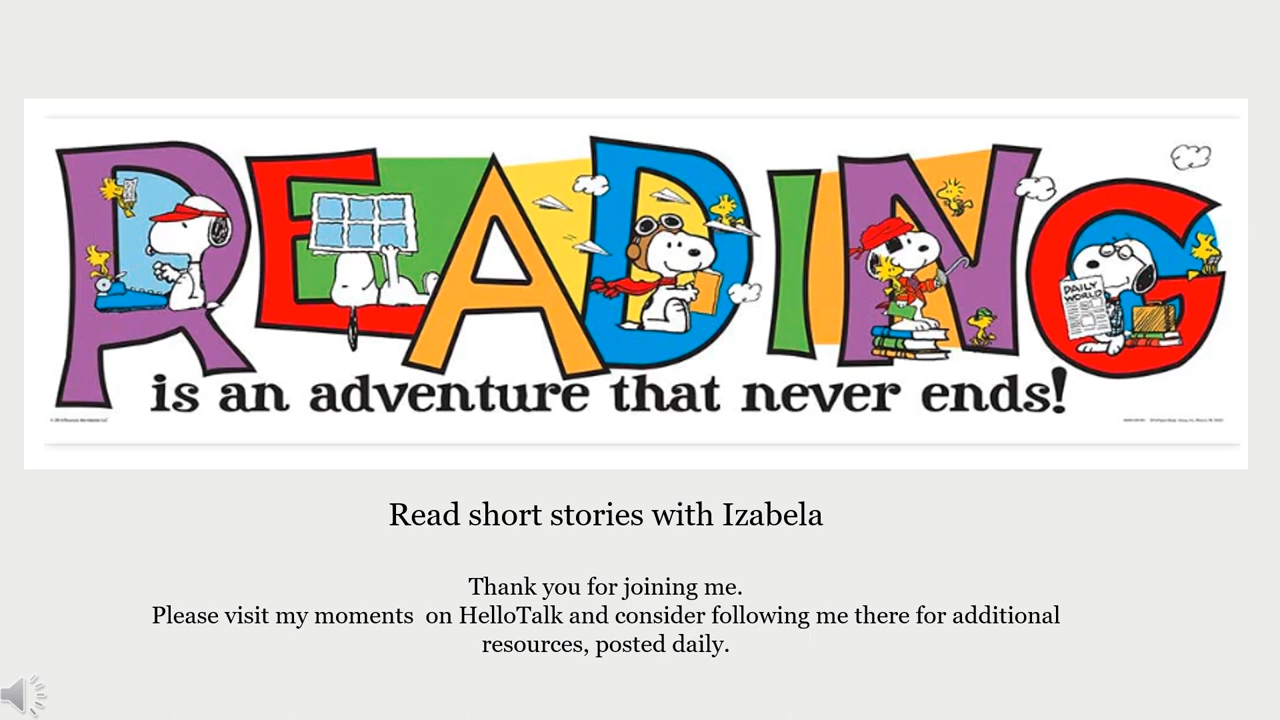 READING
is an adventure that never ends!
DAILY
WORLD
Read short stories with Izabela
Thank you for joining me.
Please visit my moments  on HelloTalk and consider following me there for additional
resources, posted daily.